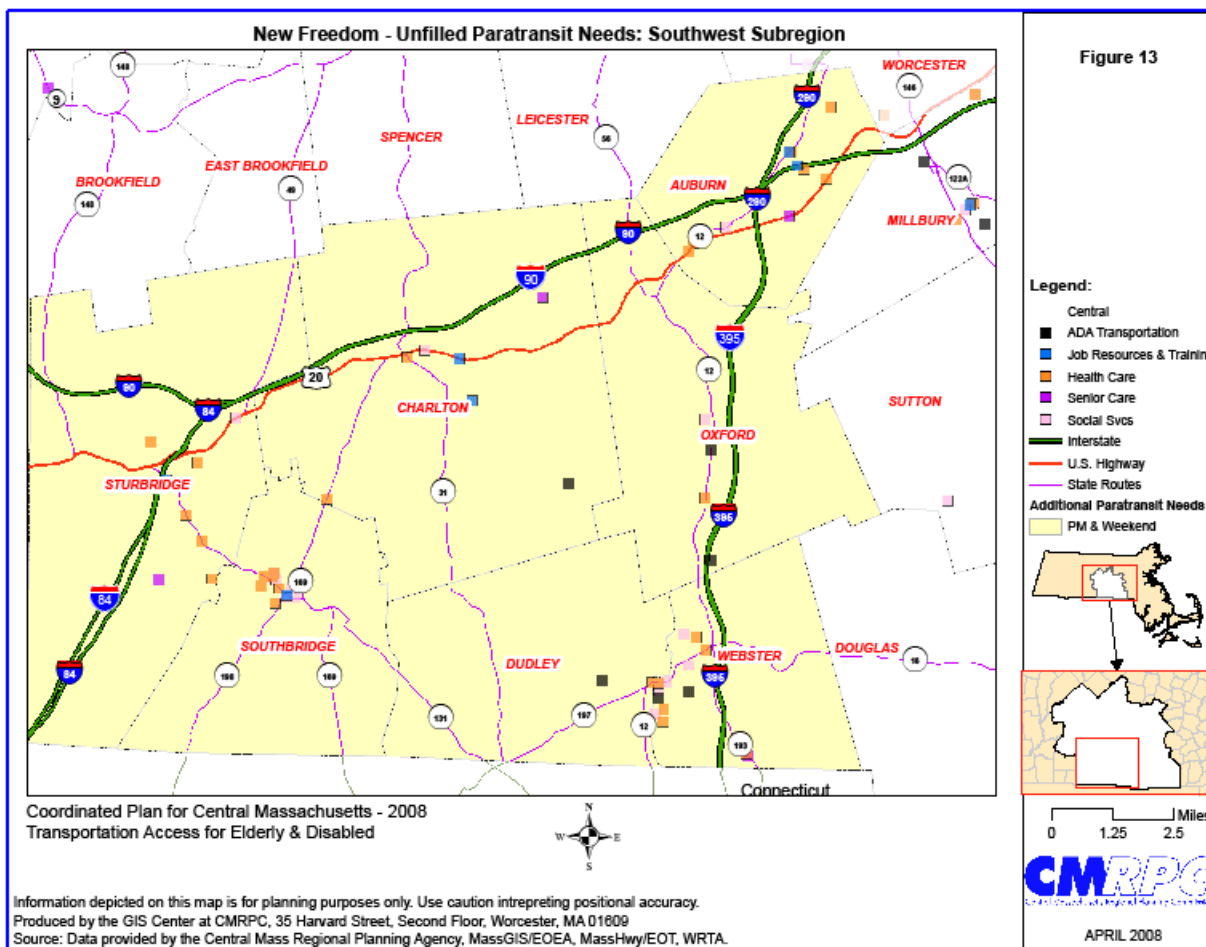 New Freedom - Unfilled Paratransit Needs: Southwest Subregion
Figure 13
WORCESTER
148
290
146
9
LEICESTER
SPENCER
56
EAST BROOKFIELD
BROOKFIELD
49
148
AUBURN
122A
290
MILLBURY
12
90
90
Legend:
Central
ADA Transportation
Job Resources & Trainin
Health Care
Senior Care
Social Svcs
Interstate
U.S. Highway
State Routes
Additional Paratransit Needs
PM & Weekend
395
12
20
90
84
CHARLTON
SUTTON
OXFORD
STURBRIDGE
31
395
169
84
SOUTHBRIDGE
DUDLEY
WEBSTER
DOUGLAS
16
84
198
169
395
131
197
12
193
Connecticut
Coordinated Plan for Central Massachusetts - 2008
Transportation Access for Elderly & Disabled
N
W E
S
Miles
0 1.25 2.5
CMRPC
Information depicted on this map is for planning purposes only. Use caution intrepreting positional accuracy.
Produced by the GIS Center at CMRPC, 35 Harvard Street, Second Floor, Worcester, MA 01609
Source: Data provided by the Central Mass Regional Planning Agency, MassGIS/EOEA, MassHwy/EOT, WRTA.
APRIL 2008